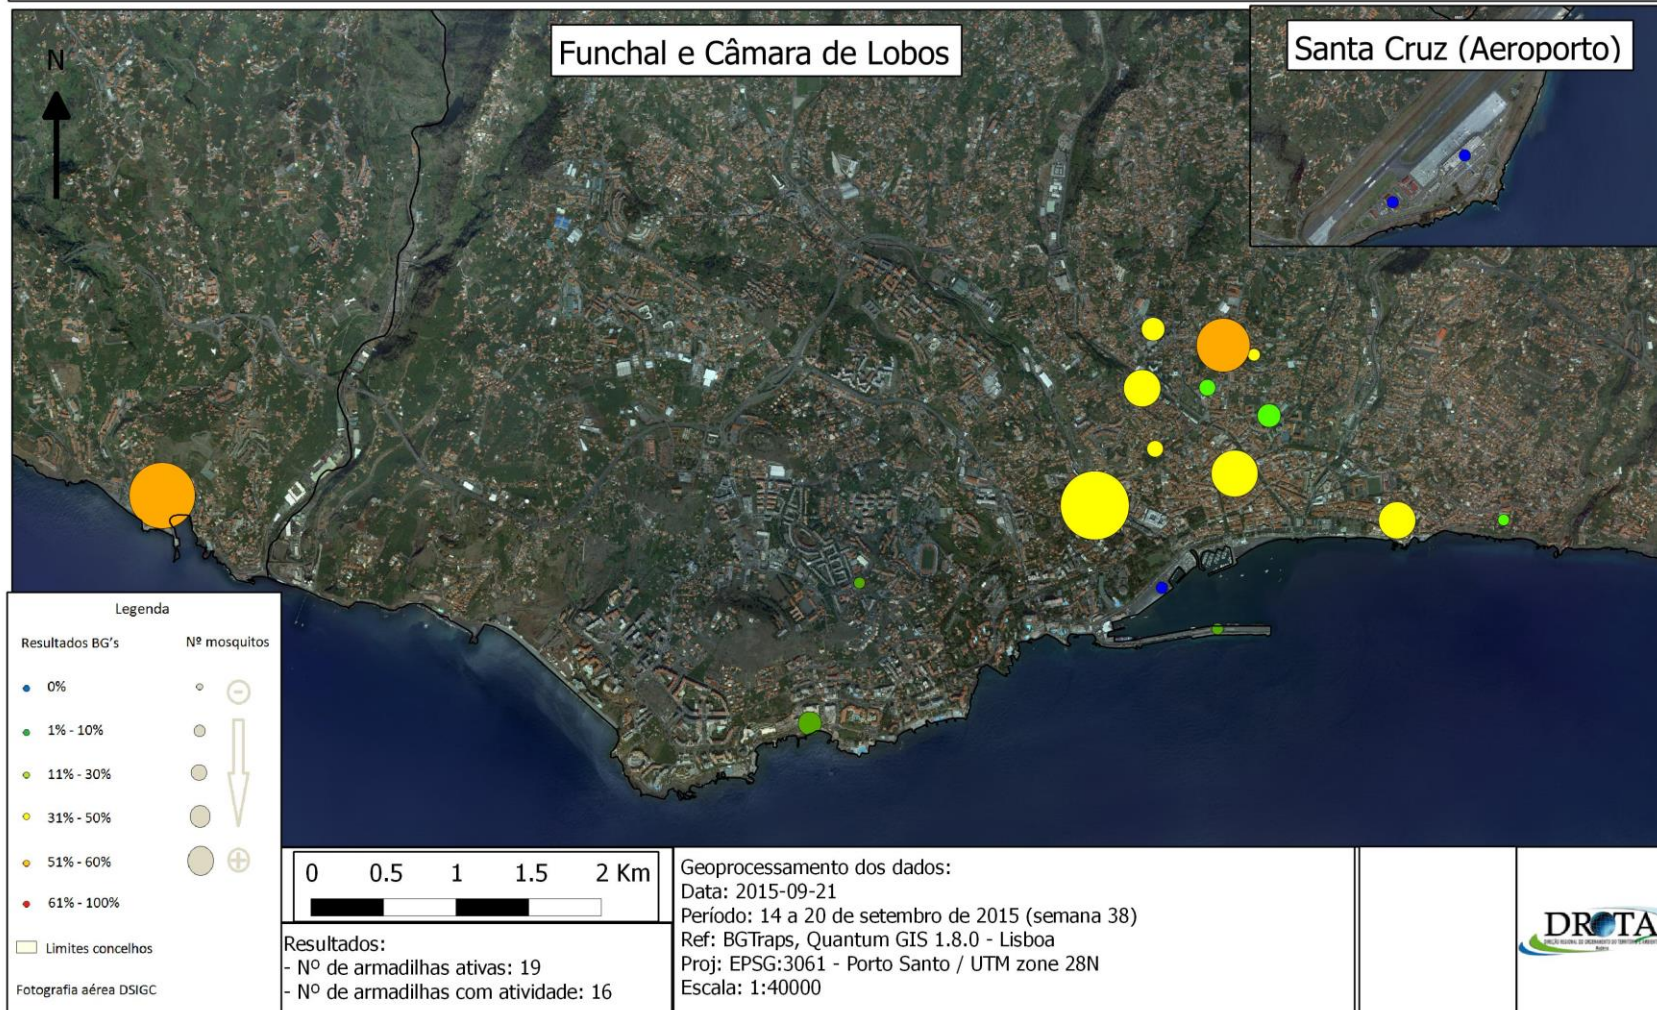 Funchal e Câmara de Lobos
Santa Cruz (Aeroporto)
N
Legenda
Resultados BG's
Nº mosquitos
0%
1% - 10%
11% - 30%
31% - 50%
51% - 60%
61% - 100%
Limites concelhos
Fotografia aérea DSIGC
0 0.5 1 1.5 2 Km
Resultados:
- Nº de armadilhas ativas: 19
- Nº de armadilhas com atividade: 16
Geoprocessamento dos dados:
Data: 2015-09-21
Período: 14 a 20 de setembro de 2015 (semana 38)
Ref: BGTraps, Quantum GIS 1.8.0 - Lisboa
Proj: EPSG:3061 - Porto Santo / UTM zone 28N
Escala: 1:40000
DROTA